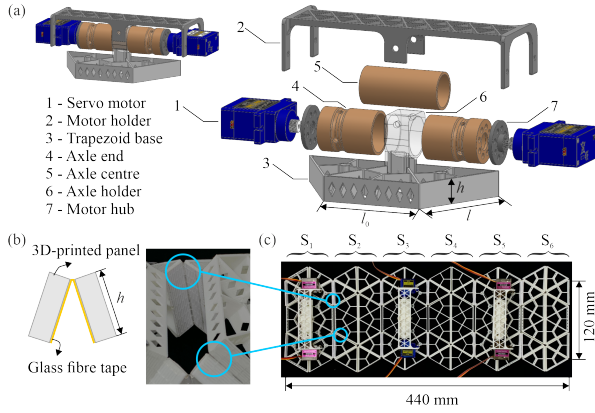 (a)
1 - Servo motor
2 - Motor holder
3 - Trapezoid base
4 - Axle end
5 - Axle centre
6 - Axle holder
7 - Motor hub
2
5
4
6
7
1
3
h
l₀
l
(b)
3D-printed panel
h
Glass fibre tape
(c)
S₁ S₂ S₃ S₄ S₅ S₆
120 mm
440 mm